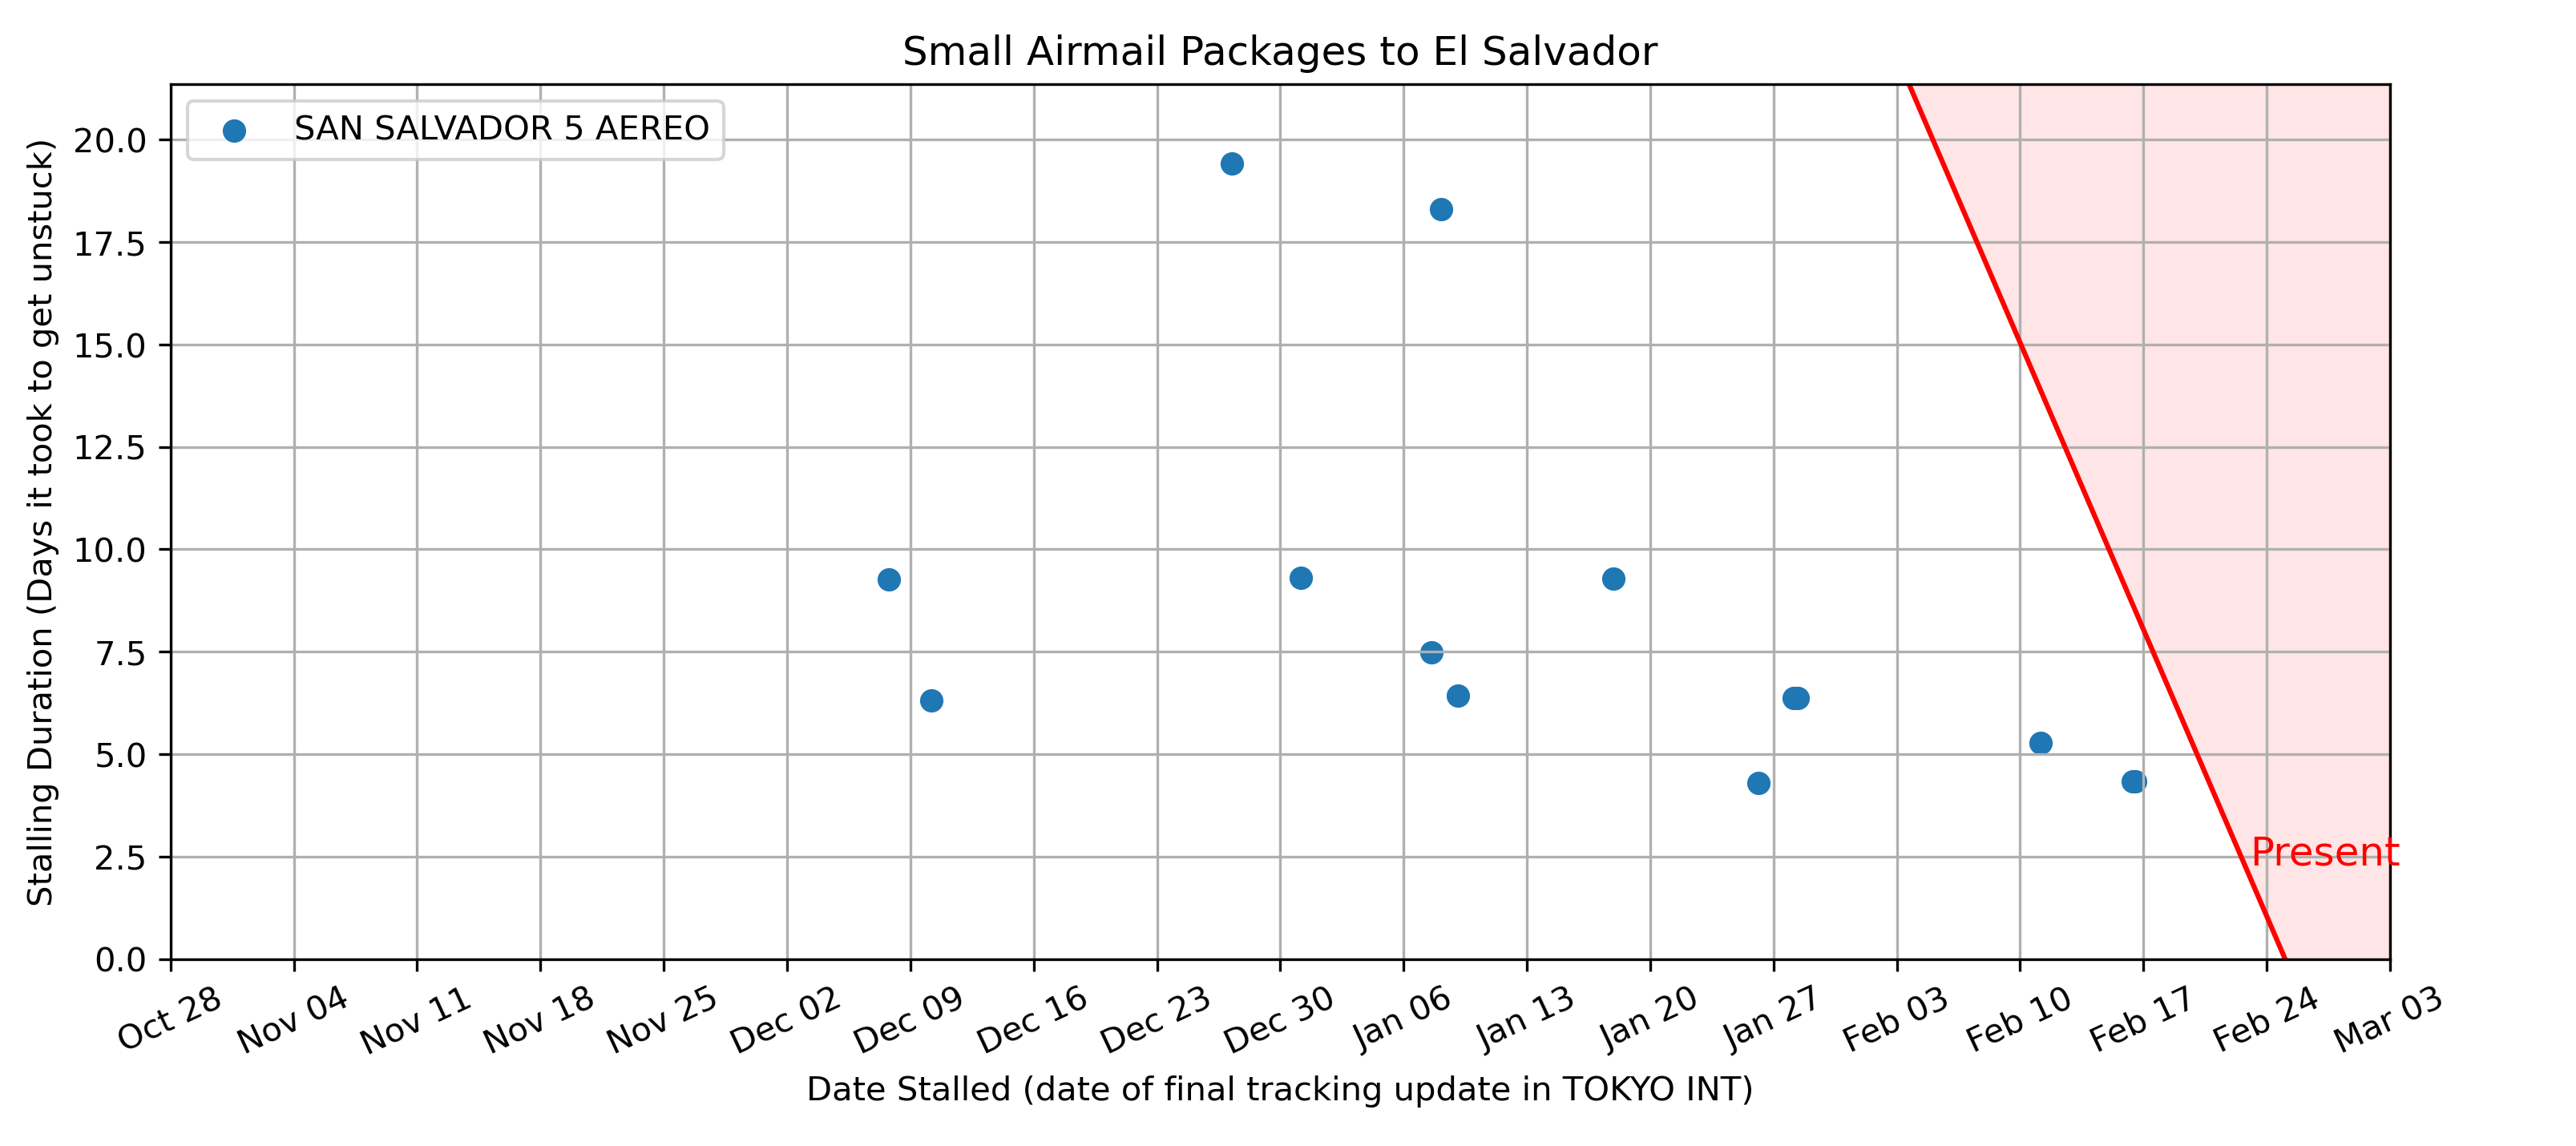 Small Airmail Packages to El Salvador
SAN SALVADOR 5 AEREO
Stalling Duration (Days it took to get unstuck)
20.0
17.5
15.0
12.5
10.0
7.5
5.0
2.5
0.0
Present
Oct 28
Nov 04
Nov 11
Nov 18
Nov 25
Dec 02
Dec 09
Dec 16
Dec 23
Dec 30
Jan 06
Jan 13
Jan 20
Jan 27
Feb 03
Feb 10
Feb 17
Feb 24
Mar 03
Date Stalled (date of final tracking update in TOKYO INT)